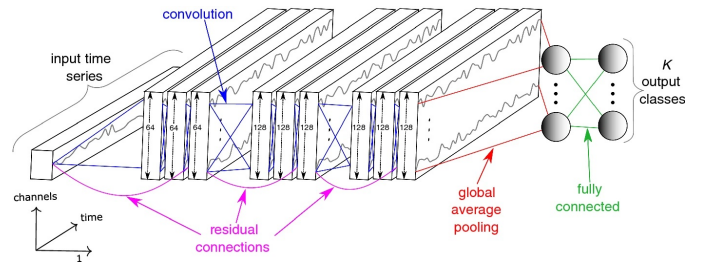 convolution
input time
series
64
64
64
128
128
128
128
128
128
K
output
classes
channels
time
1
residual
connections
global
average
pooling
fully
connected